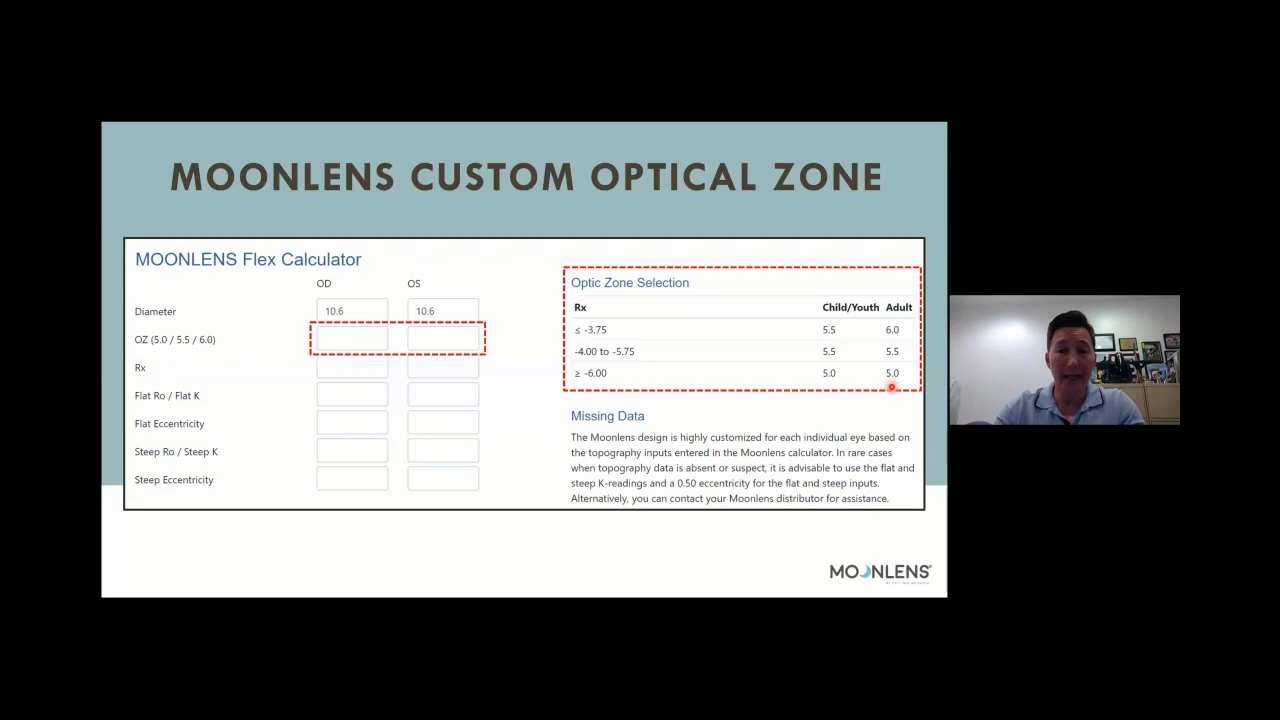 MOONLENS CUSTOM OPTICAL ZONE
MOONLENS Flex Calculator
OD OS
Diameter 10.6 10.6
OZ (5.0 / 5.5 / 6.0)
Rx
Flat Ro / Flat K
Flat Eccentricity
Steep Ro / Steep K
Steep Eccentricity
Optic Zone Selection
Rx Child/Youth Adult
≤ -3.75 5.5 6.0
-4.00 to -5.75 5.5 5.5
≥ -6.00 5.0 5.0
Missing Data
The Moonlens design is highly customized for each individual eye based on
the topography inputs entered in the Moonlens calculator. In rare cases
when topography data is absent or suspect, it is advisable to use the flat and
steep K-readings and a 0.50 eccentricity for the flat and steep inputs.
Alternatively, you can contact your Moonlens distributor for assistance.
MOONLENS®